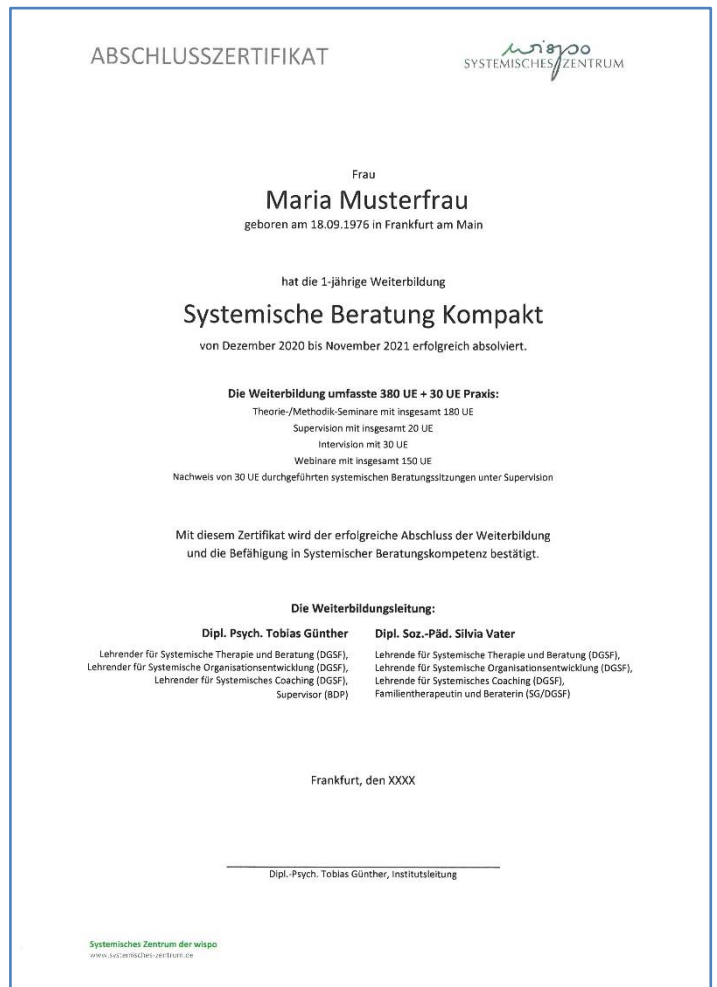 ABSCHLUSSZERTIFIKAT
wispo
SYSTEMISCHES ZENTRUM
Frau
Maria Musterfrau
geboren am 18.09.1976 in Frankfurt am Main
hat die 1-jährige Weiterbildung
Systemische Beratung Kompakt
von Dezember 2020 bis November 2021 erfolgreich absolviert.
Die Weiterbildung umfasste 380 UE + 30 UE Praxis:
Theorie-/Methodik-Seminare mit insgesamt 180 UE
Supervision mit insgesamt 20 UE
Intervision mit 30 UE
Webinare mit insgesamt 150 UE
Nachweis von 30 UE durchgeführten systemischen Beratungssitzungen unter Supervision
Mit diesem Zertifikat wird der erfolgreiche Abschluss der Weiterbildung
und die Befähigung in Systemischer Beratungskompetenz bestätigt.
Die Weiterbildungsleitung:
Dipl. Psych. Tobias Günther
Lehrender für Systemische Therapie und Beratung (DGSF),
Lehrender für Systemische Organisationsentwicklung (DGSF),
Lehrender für Systemisches Coaching (DGSF),
Supervisor (BDP)
Dipl. Soz.-Päd. Silvia Vater
Lehrende für Systemische Therapie und Beratung (DGSF),
Lehrende für Systemische Organisationsentwicklung (DGSF),
Lehrende für Systemisches Coaching (DGSF),
Familientherapeutin und Beraterin (SG/DGSF)
Frankfurt, den XXXX
Dipl.-Psych. Tobias Günther, Institutsleitung
Systemisches Zentrum der wispo
www.systemisches-zentrum.de